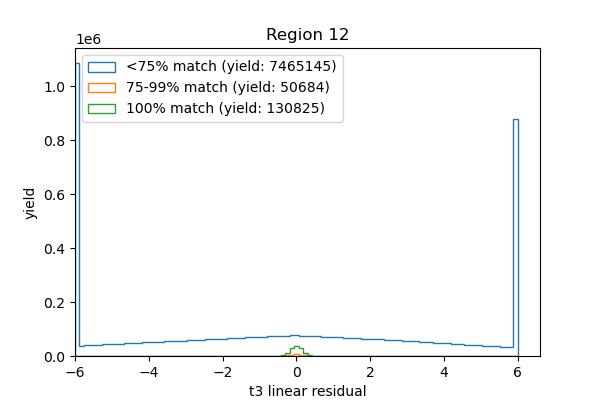 Region 12
1e6
<75% match (yield: 7465145)
75-99% match (yield: 50684)
100% match (yield: 130825)
1.0
0.8
0.6
0.4
0.2
0.0
yield
−6 −4 −2 0 2 4 6
t3 linear residual